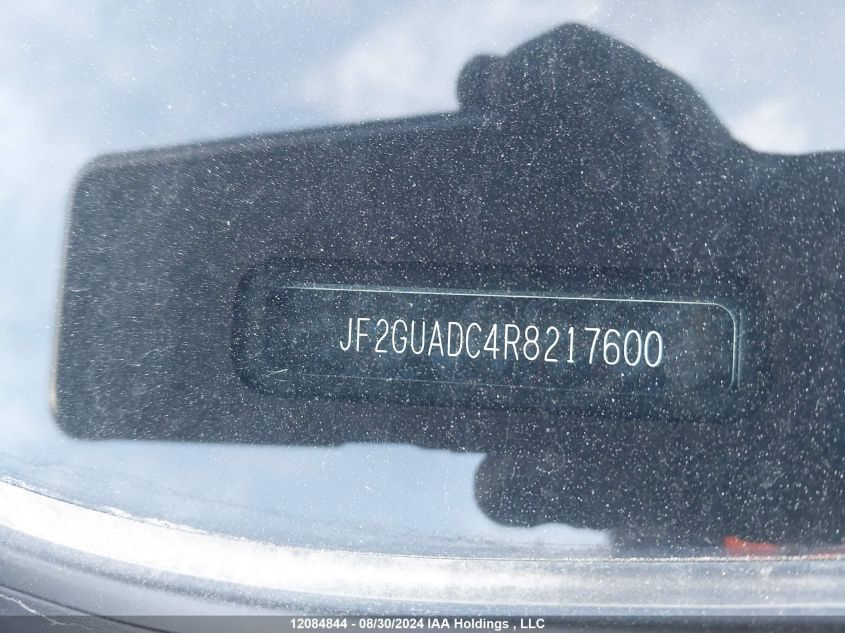 JF2GUADC4R8217600
12084844 - 08/30/2024 IAA Holdings , LLC